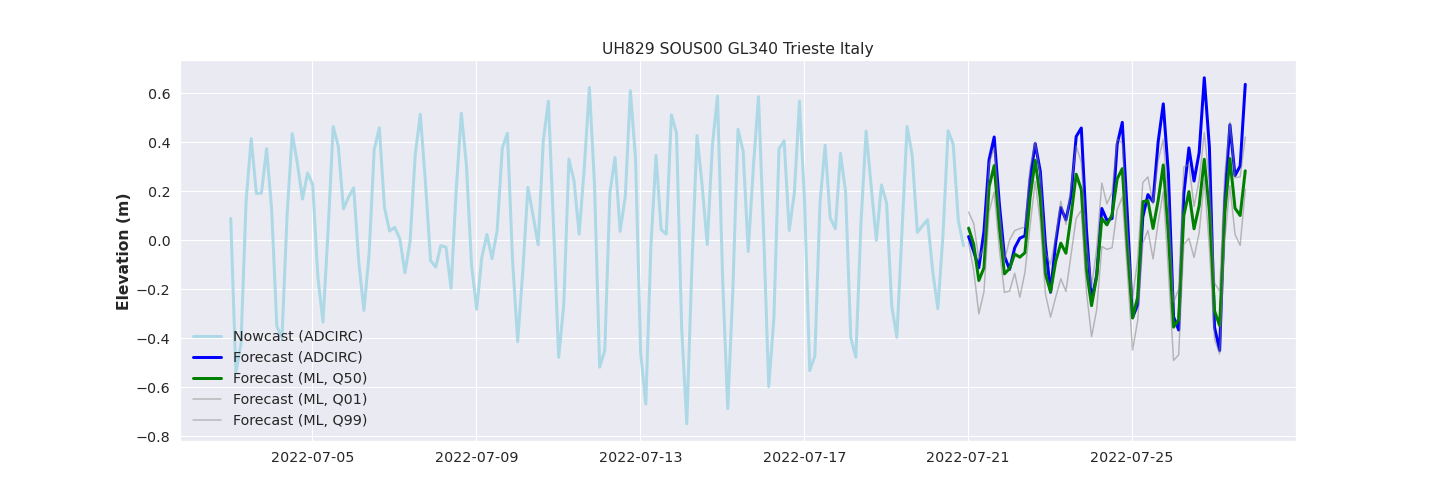 UH829 SOUS00 GL340 Trieste Italy
Elevation (m)
0.6
0.4
0.2
0.0
−0.2
−0.4
−0.6
−0.8
Nowcast (ADCIRC)
Forecast (ADCIRC)
Forecast (ML, Q50)
Forecast (ML, Q01)
Forecast (ML, Q99)
2022-07-05 2022-07-09 2022-07-13 2022-07-17 2022-07-21 2022-07-25